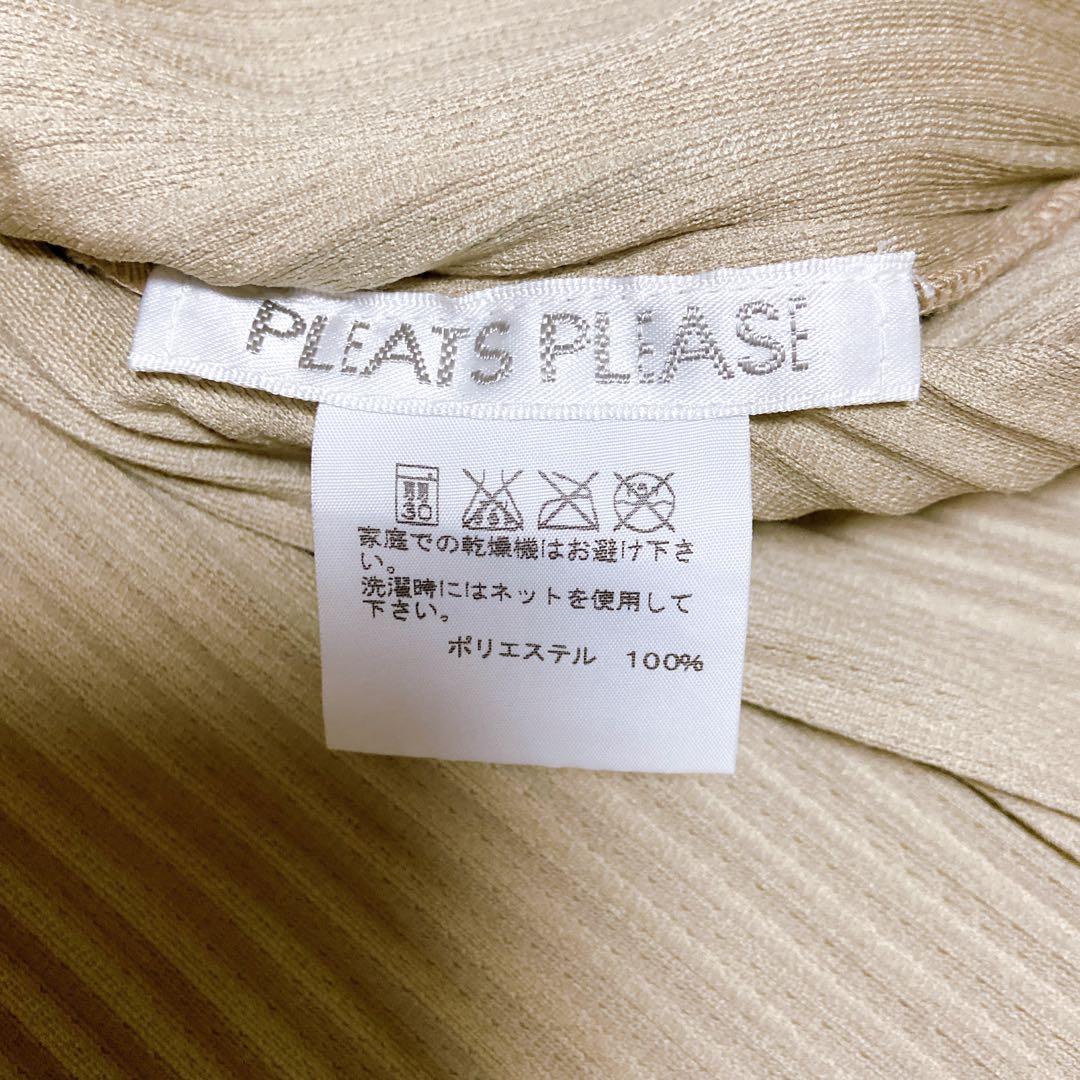 PLEATS PLEASE
30
家庭での乾燥機はお避け下さ
い。
洗濯時にはネットを使用して
下さい。
ポリエステル 100%